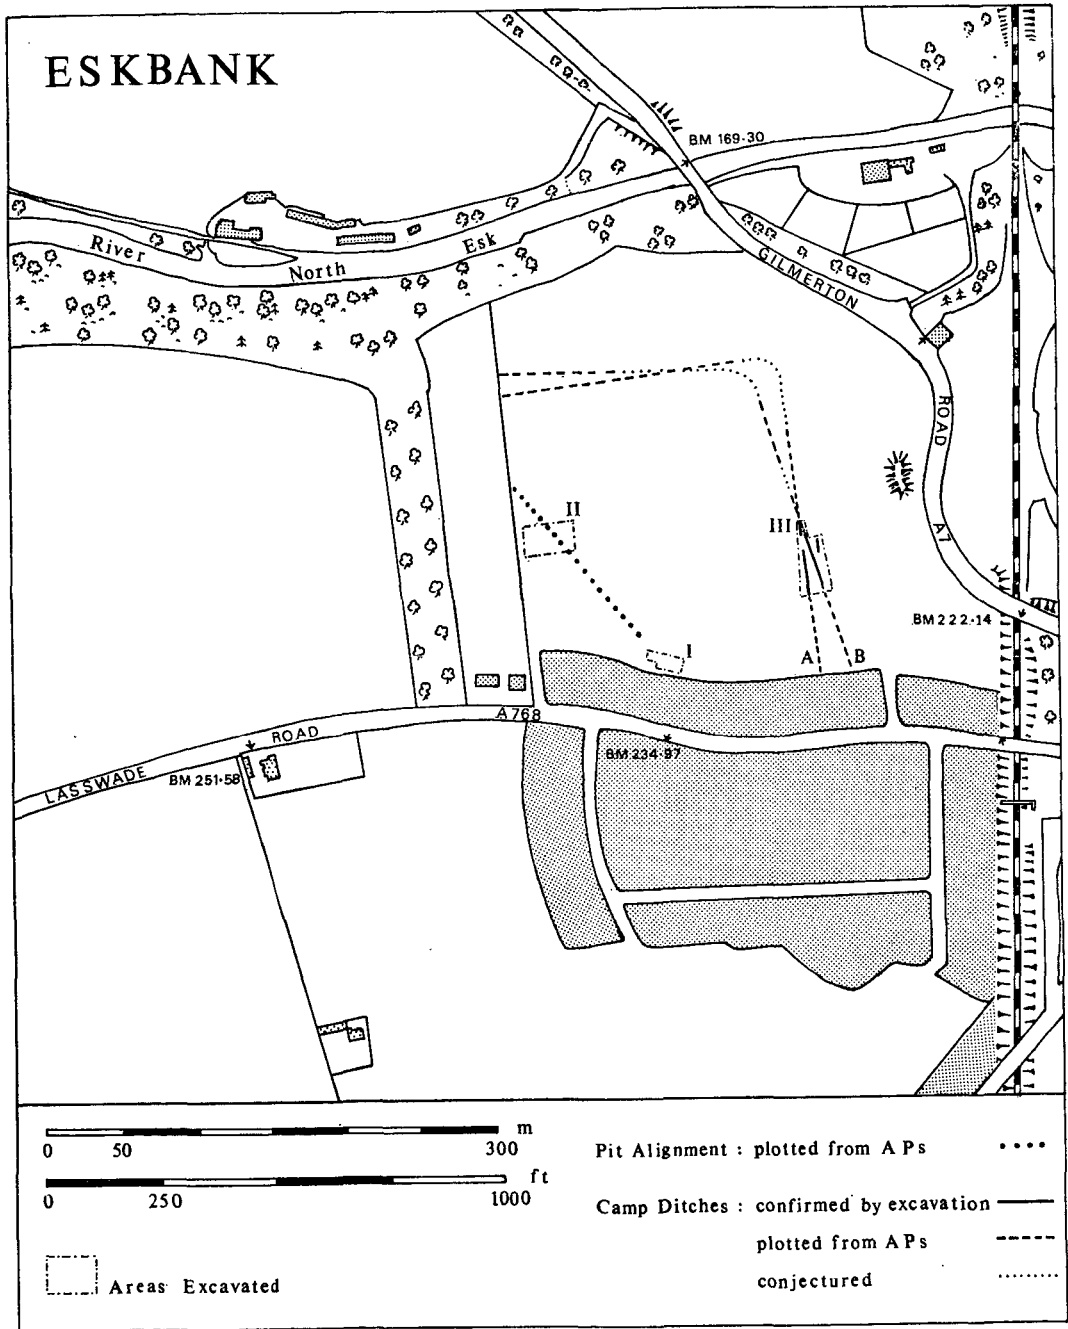 ESKBANK
BM 169·30
River
North
Esk
GILMERTON
ROAD
A7
II
III
BM 222·14
I
A
B
A768
ROAD
LASSWADE
BM 251·58
BM 234·97
m
0 50 300
ft
0 250 1000
Areas Excavated
Pit Alignment : plotted from APs
Camp Ditches : confirmed by excavation
plotted from APs
conjectured